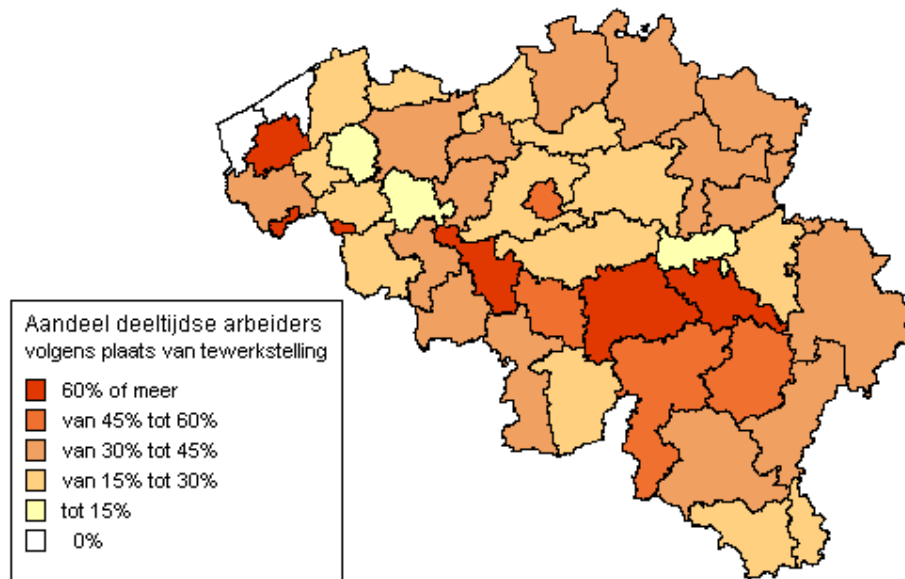 Aandeel deeltijdse arbeiders
volgens plaats van tewerkstelling
60% of meer
van 45% tot 60%
van 30% tot 45%
van 15% tot 30%
tot 15%
0%